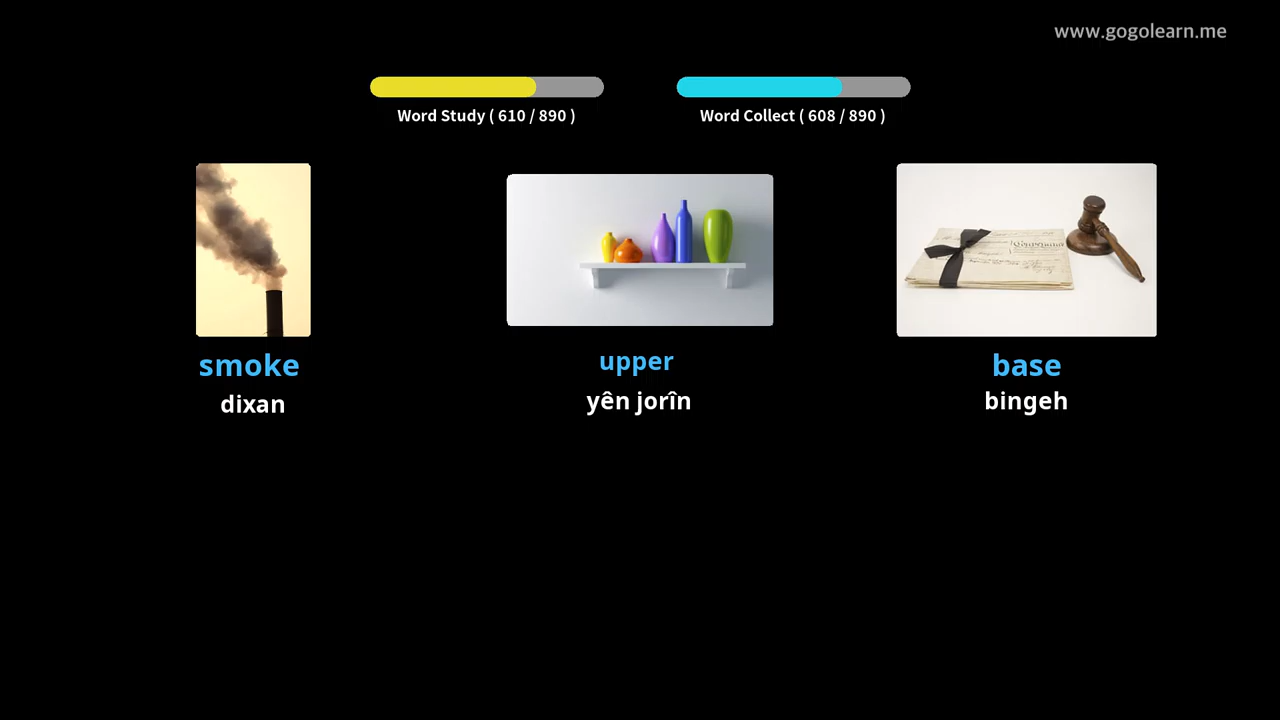 www.gogolearn.me
Word Study ( 610 / 890 )
Word Collect ( 608 / 890 )
smoke
dixan
upper
yên jorîn
base
bingeh